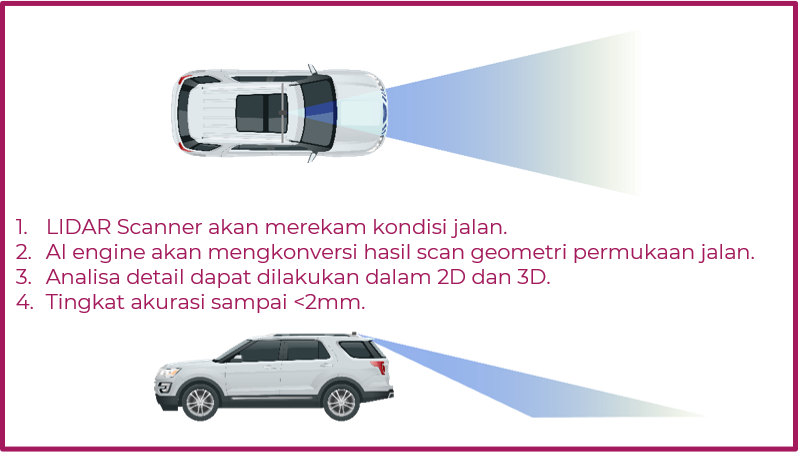 1. LIDAR Scanner akan merekam kondisi jalan.
2. AI engine akan mengkonversi hasil scan geometri permukaan jalan.
3. Analisa detail dapat dilakukan dalam 2D dan 3D.
4. Tingkat akurasi sampai <2mm.